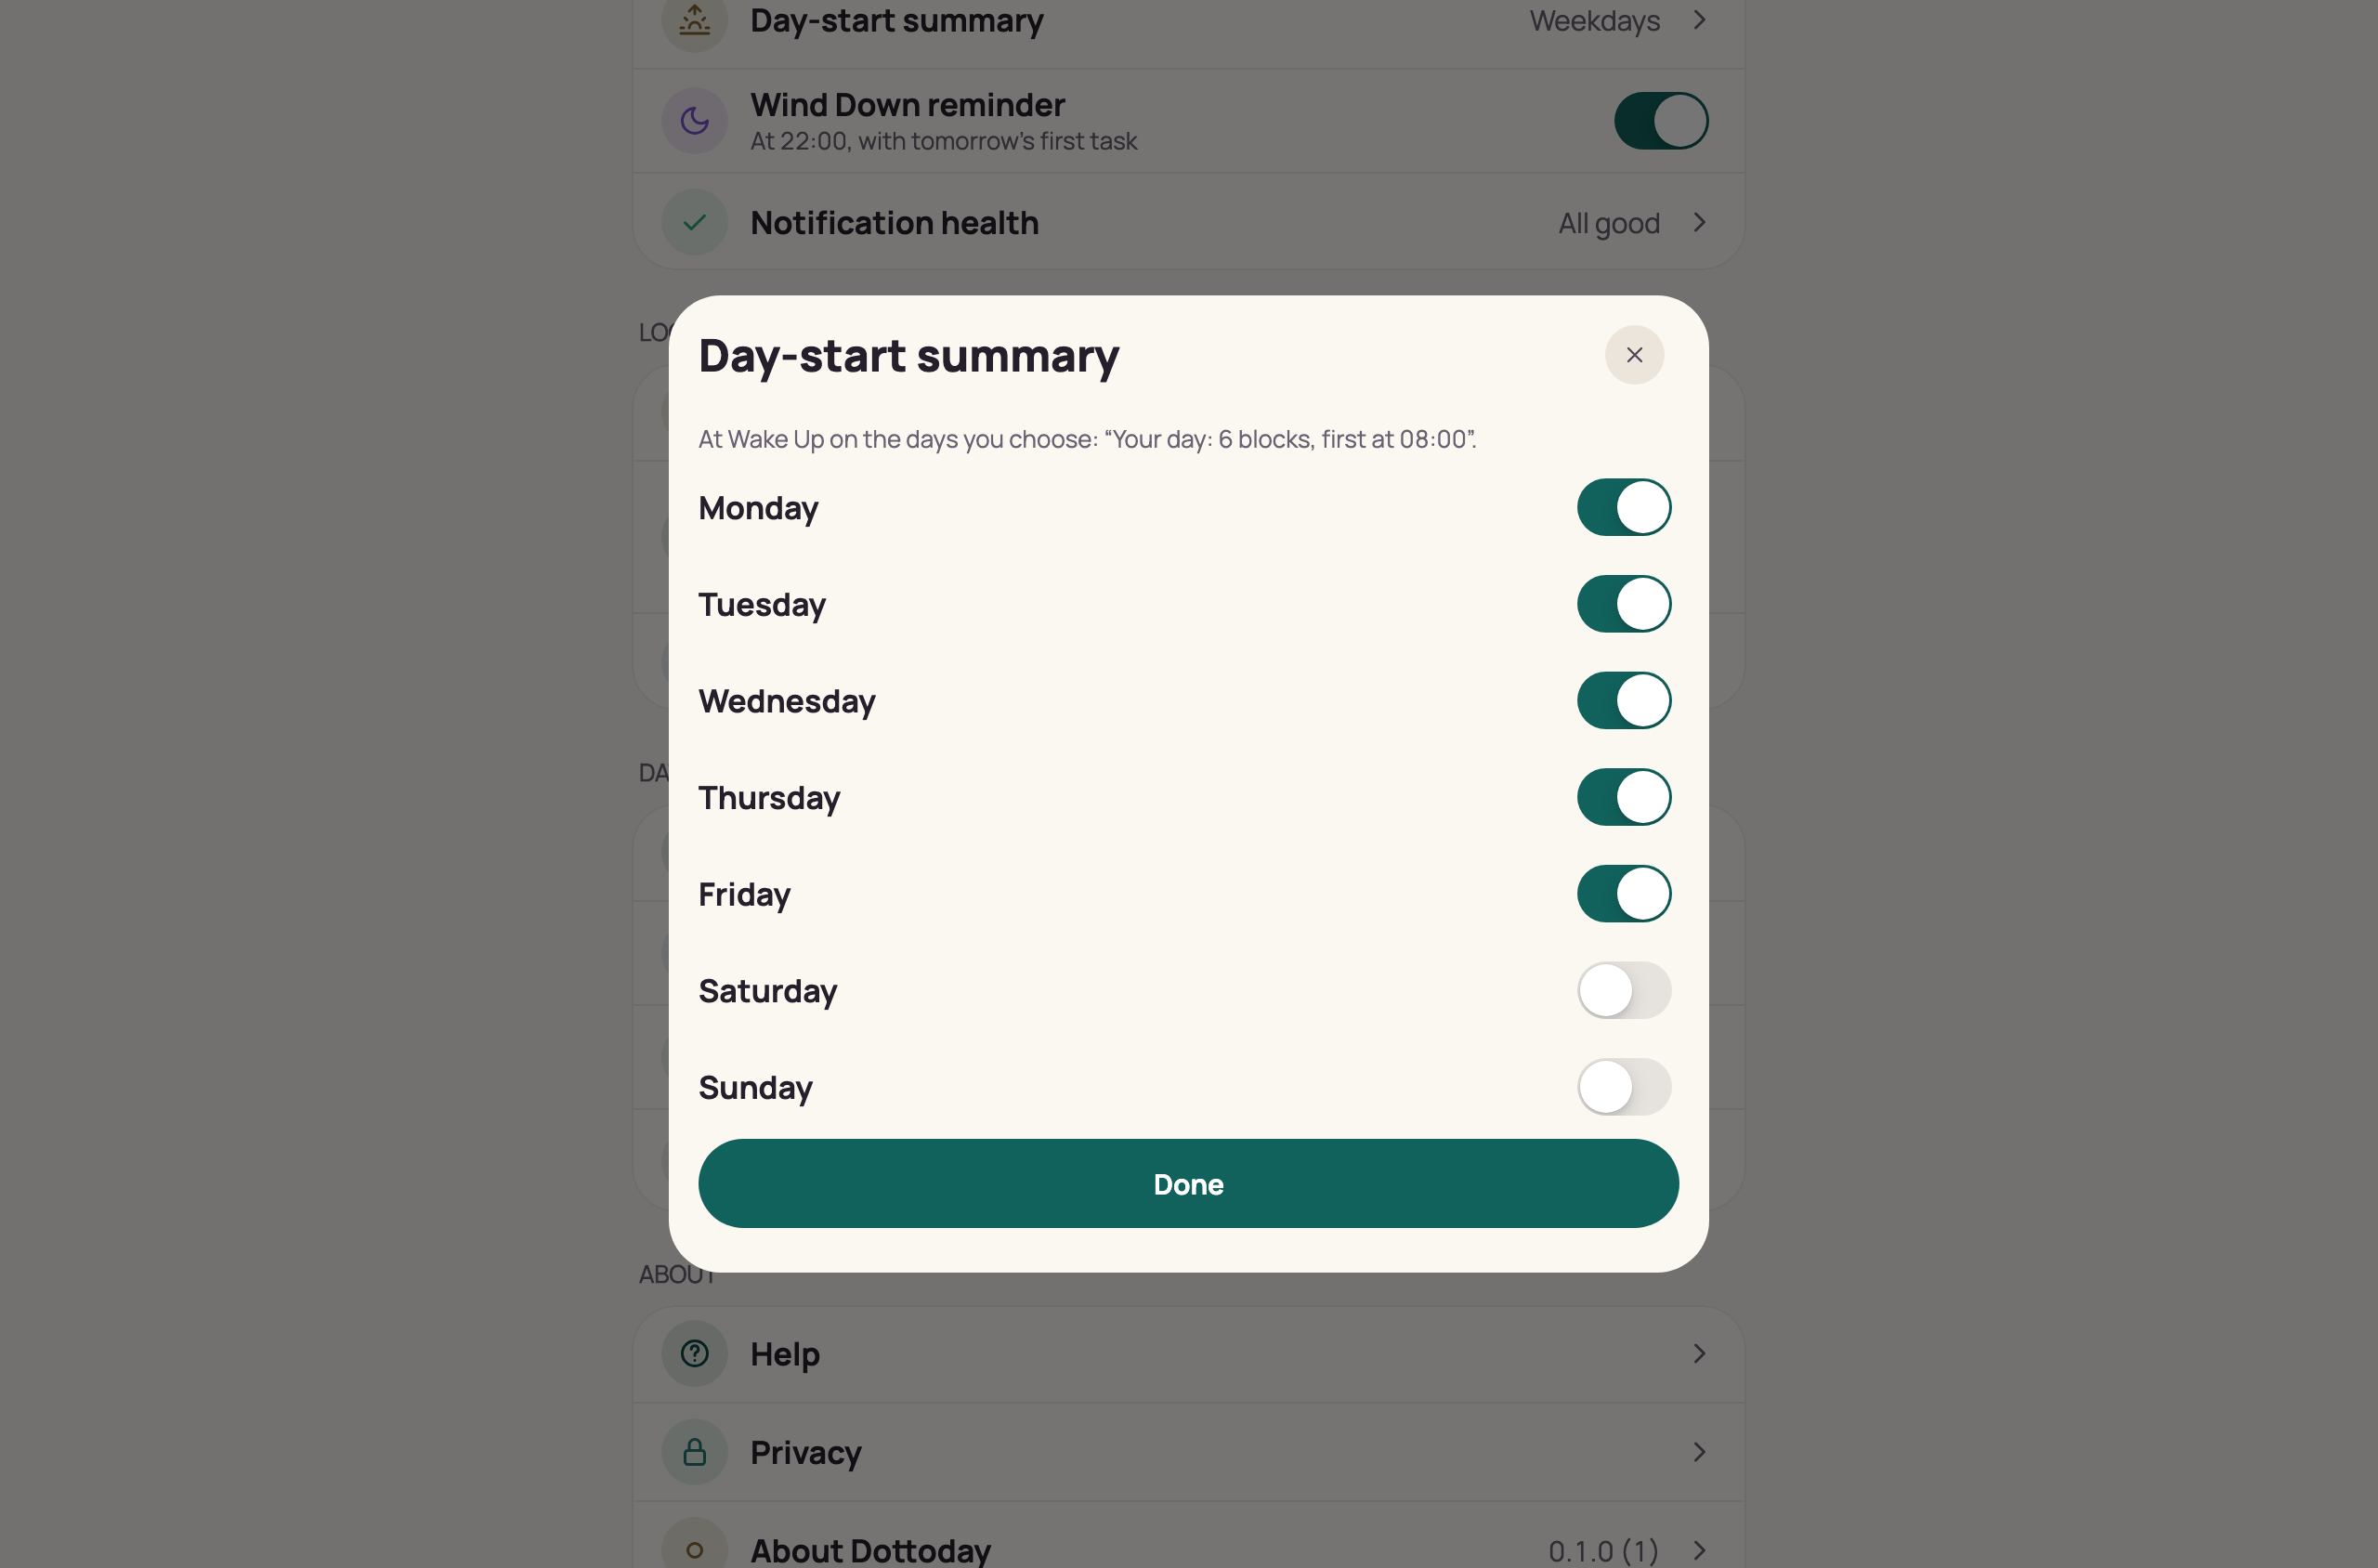 Day-start summary
Weekdays
Wind Down reminder
At 22:00, with tomorrow's first task
Notification health
All good
Day-start summary
At Wake Up on the days you choose: “Your day: 6 blocks, first at 08:00”.
Monday
Tuesday
Wednesday
Thursday
Friday
Saturday
Sunday
Done
ABOUT
Help
Privacy
About Dottoday
0.1.0 (1)